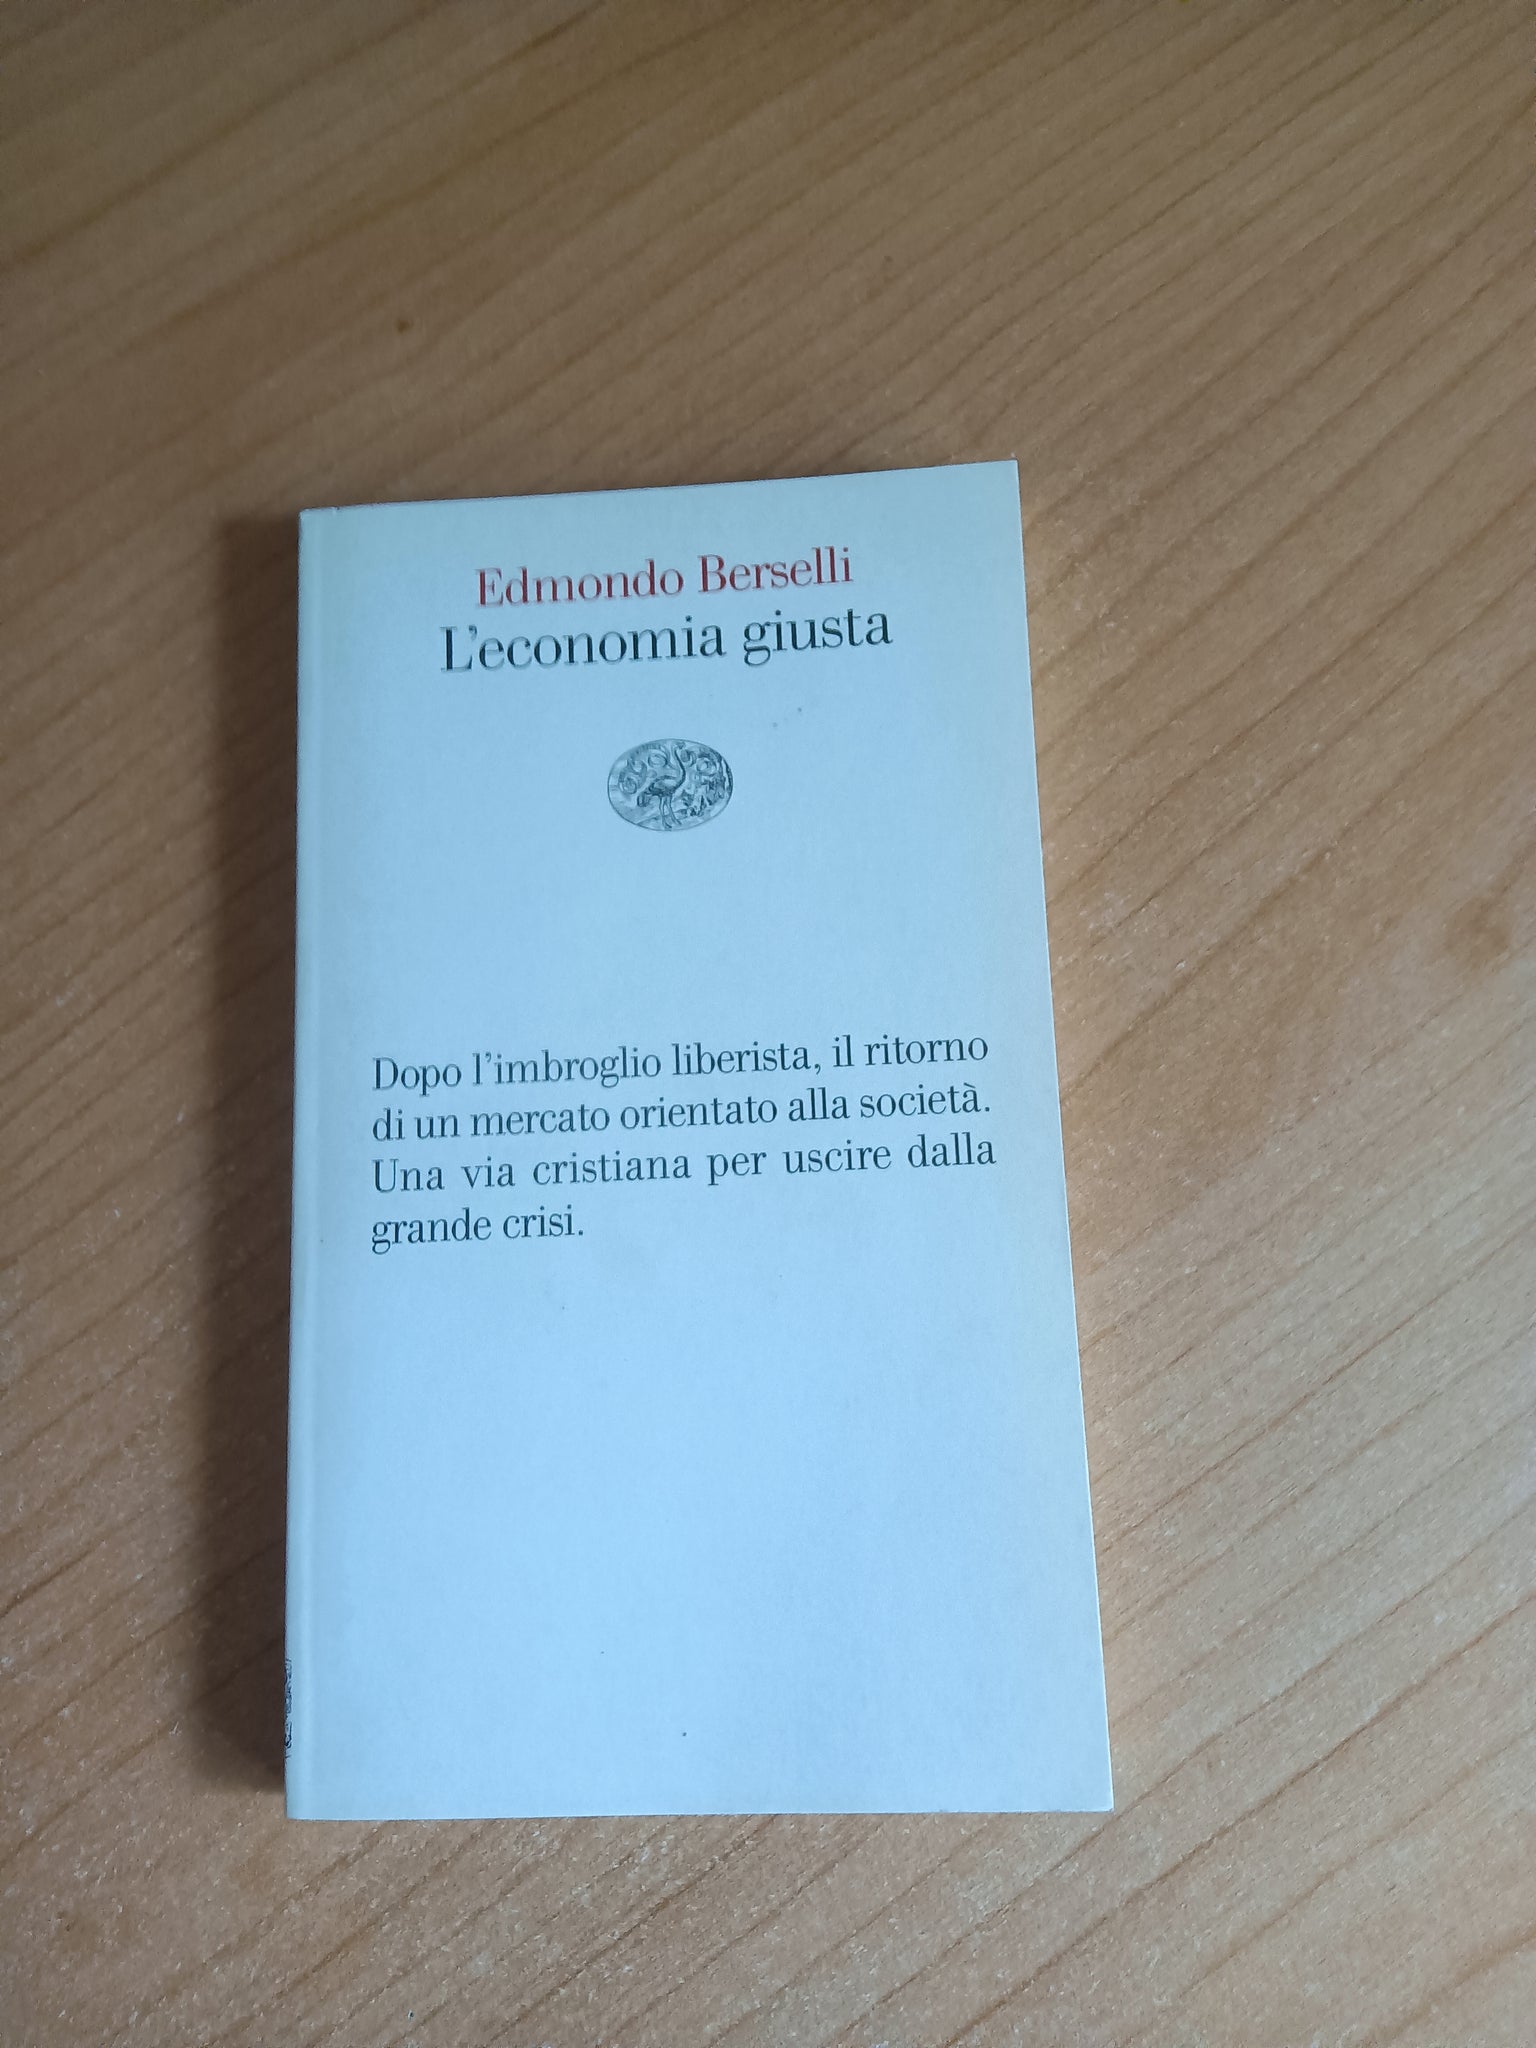 Edmondo Berselli
L'economia giusta
Dopo l'imbroglio liberista, il ritorno
di un mercato orientato alla società.
Una via cristiana per uscire dalla
grande crisi.